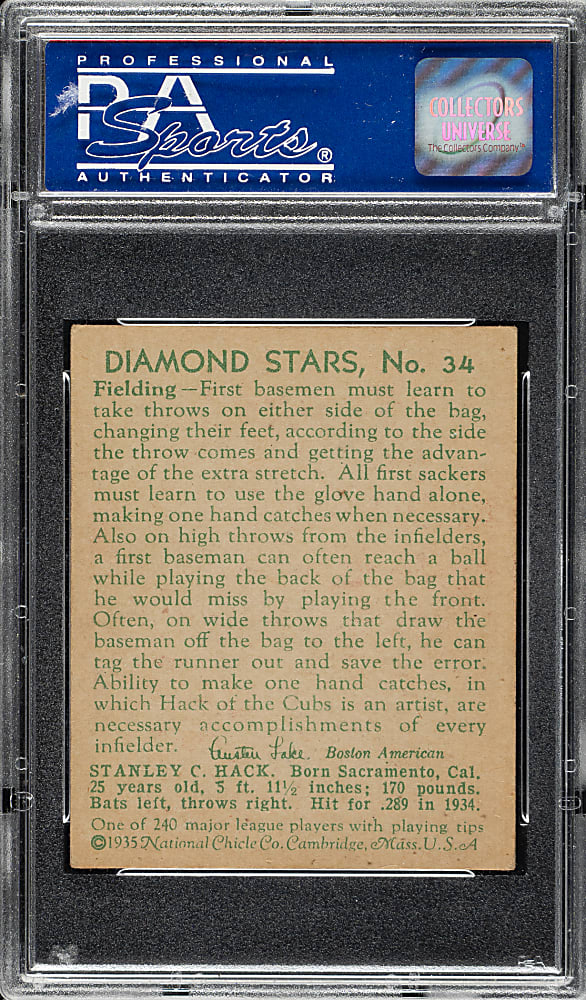 PROFESSIONAL
PSA
Sports®
AUTHENTICATOR
COLLECTORS
UNIVERSE
The Collectors Company™
DIAMOND STARS, No. 34
Fielding—First basemen must learn to
take throws on either side of the bag,
changing their feet, according to the side
the throw comes and getting the advan-
tage of the extra stretch. All first sackers
must learn to use the glove hand alone,
making one hand catches when necessary.
Also on high throws from the infielders,
a first baseman can often reach a ball
while playing the back of the bag that
he would miss by playing the front.
Often, on wide throws that draw the
baseman off the bag to the left, he can
tag the runner out and save the error.
Ability to make one hand catches, in
which Hack of the Cubs is an artist, are
necessary accomplishments of every
infielder. Austen Lake Boston American
STANLEY C. HACK. Born Sacramento, Cal.
25 years old, 5 ft. 11½ inches; 170 pounds.
Bats left, throws right. Hit for .289 in 1934.
One of 240 major league players with playing tips
©1935 National Chicle Co. Cambridge, Mass. U.S.A